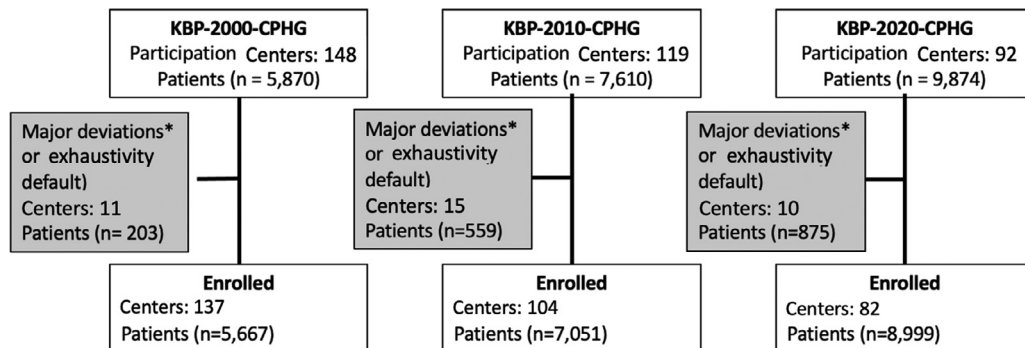 KBP-2000-CPHG
Participation Centers: 148
Patients (n = 5,870)
Major deviations*
or exhaustivity
default)
Centers: 11
Patients (n= 203)
Enrolled
Centers: 137
Patients (n=5,667)
KBP-2010-CPHG
Participation Centers: 119
Patients (n = 7,610)
Major deviations*
or exhaustivity
default)
Centers: 15
Patients (n=559)
Enrolled
Centers: 104
Patients (n=7,051)
KBP-2020-CPHG
Participation Centers: 92
Patients (n = 9,874)
Major deviations*
or exhaustivity
default)
Centers: 10
Patients (n=875)
Enrolled
Centers: 82
Patients(n=8,999)